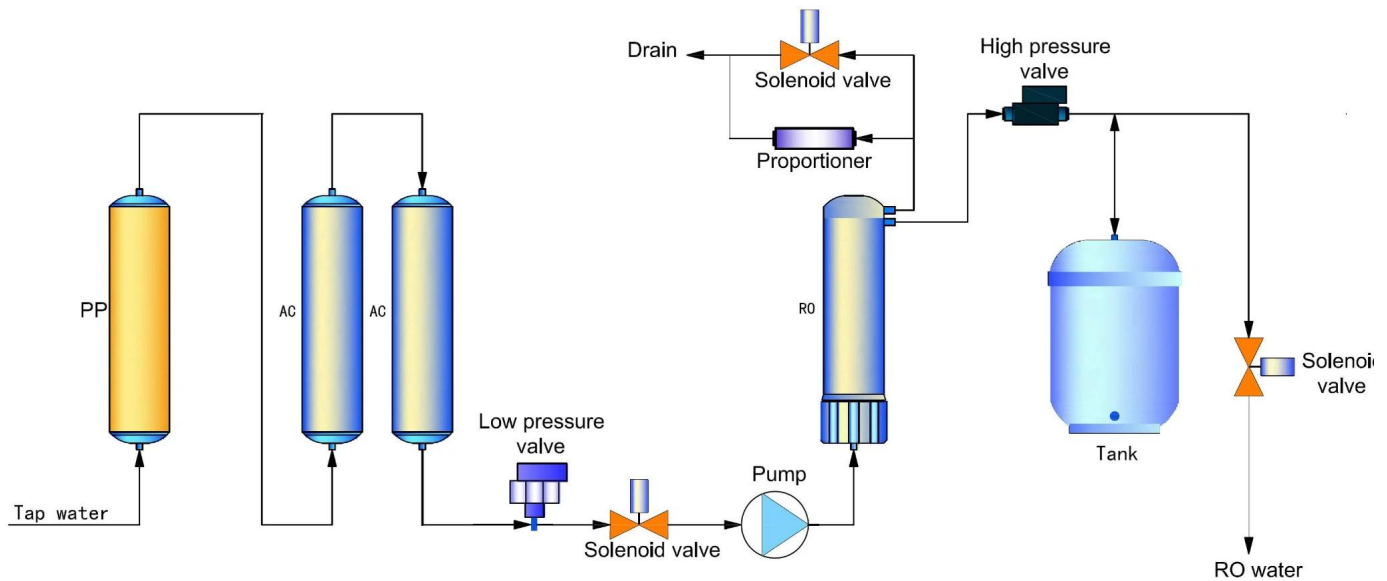 Drain
Solenoid valve
High pressure
valve
Proportioner
PP
AC
AC
RO
Low pressure
valve
Tap water
Solenoid valve
Pump
Tank
Solenoid
valve
RO water